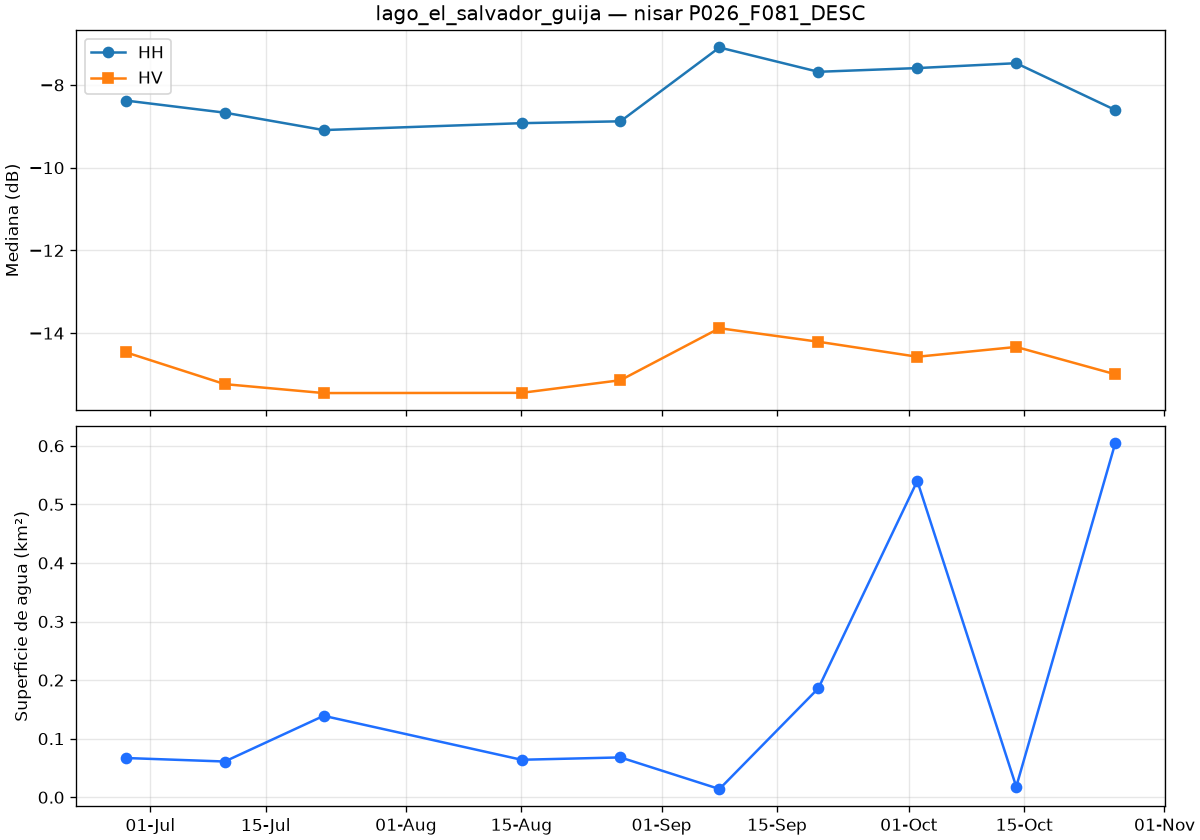 lago_el_salvador_guija — nisar P026_F081_DESC
HH
HV
Mediana (dB)
−8
−10
−12
−14
Superficie de agua (km²)
0.6
0.5
0.4
0.3
0.2
0.1
0.0
01-Jul 15-Jul 01-Aug 15-Aug 01-Sep 15-Sep 01-Oct 15-Oct 01-Nov